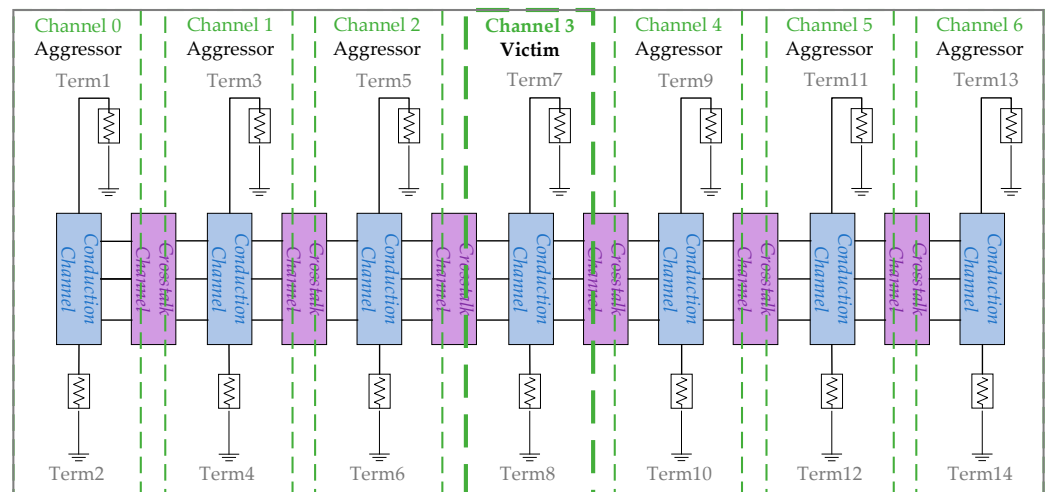 Channel 0 Channel 1 Channel 2 Channel 3 Channel 4 Channel 5 Channel 6
Aggressor Aggressor Aggressor Victim Aggressor Aggressor Aggressor
Term1 Term3 Term5 Term7 Term9 Term11 Term13
Conduction
Channel
Crosstalk
Channel
Conduction
Channel
Crosstalk
Channel
Conduction
Channel
Crosstalk
Channel
Conduction
Channel
Crosstalk
Channel
Conduction
Channel
Crosstalk
Channel
Conduction
Channel
Crosstalk
Channel
Conduction
Channel
Term2 Term4 Term6 Term8 Term10 Term12 Term14